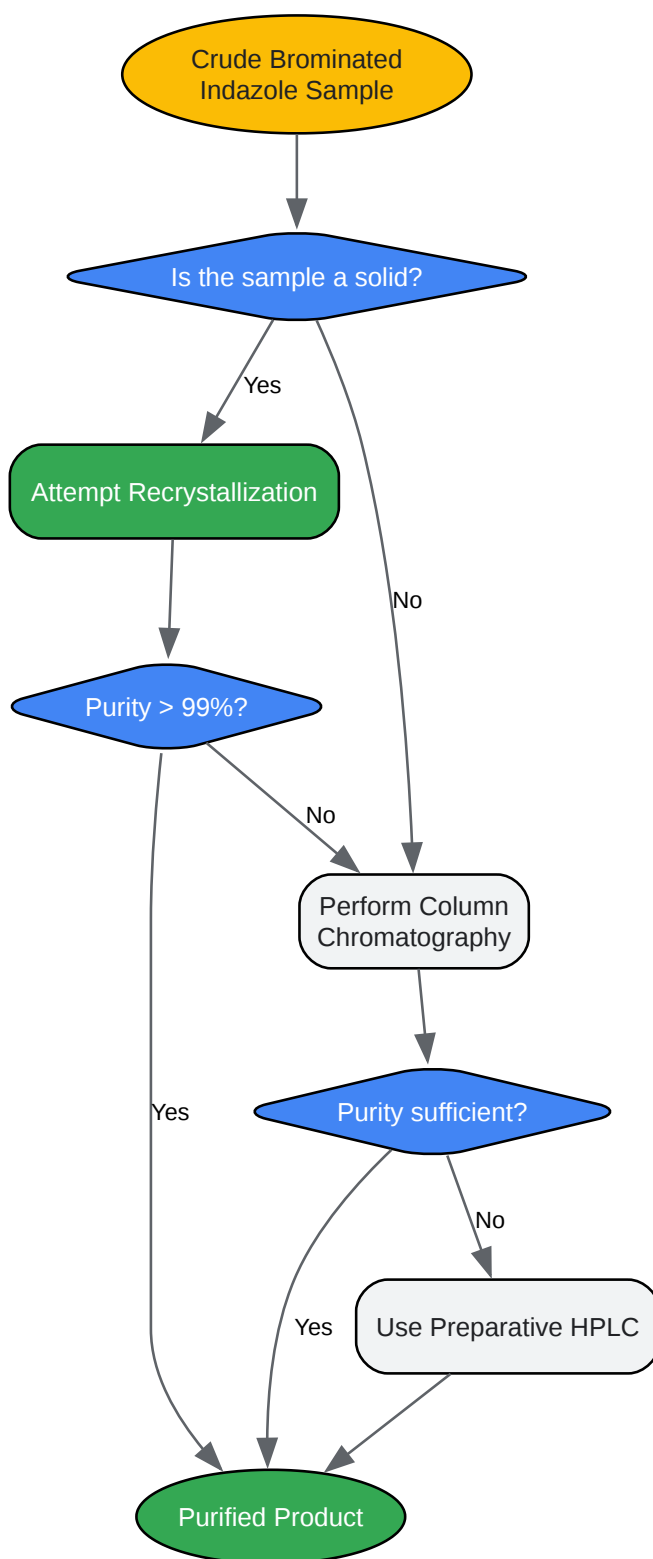 Crude Brominated
Indazole Sample
Is the sample a solid?
Yes
Attempt Recrystallization
No
Purity > 99%?
No
Perform Column
Chromatography
Yes
Purity sufficient?
No
Yes
Use Preparative HPLC
Purified Product